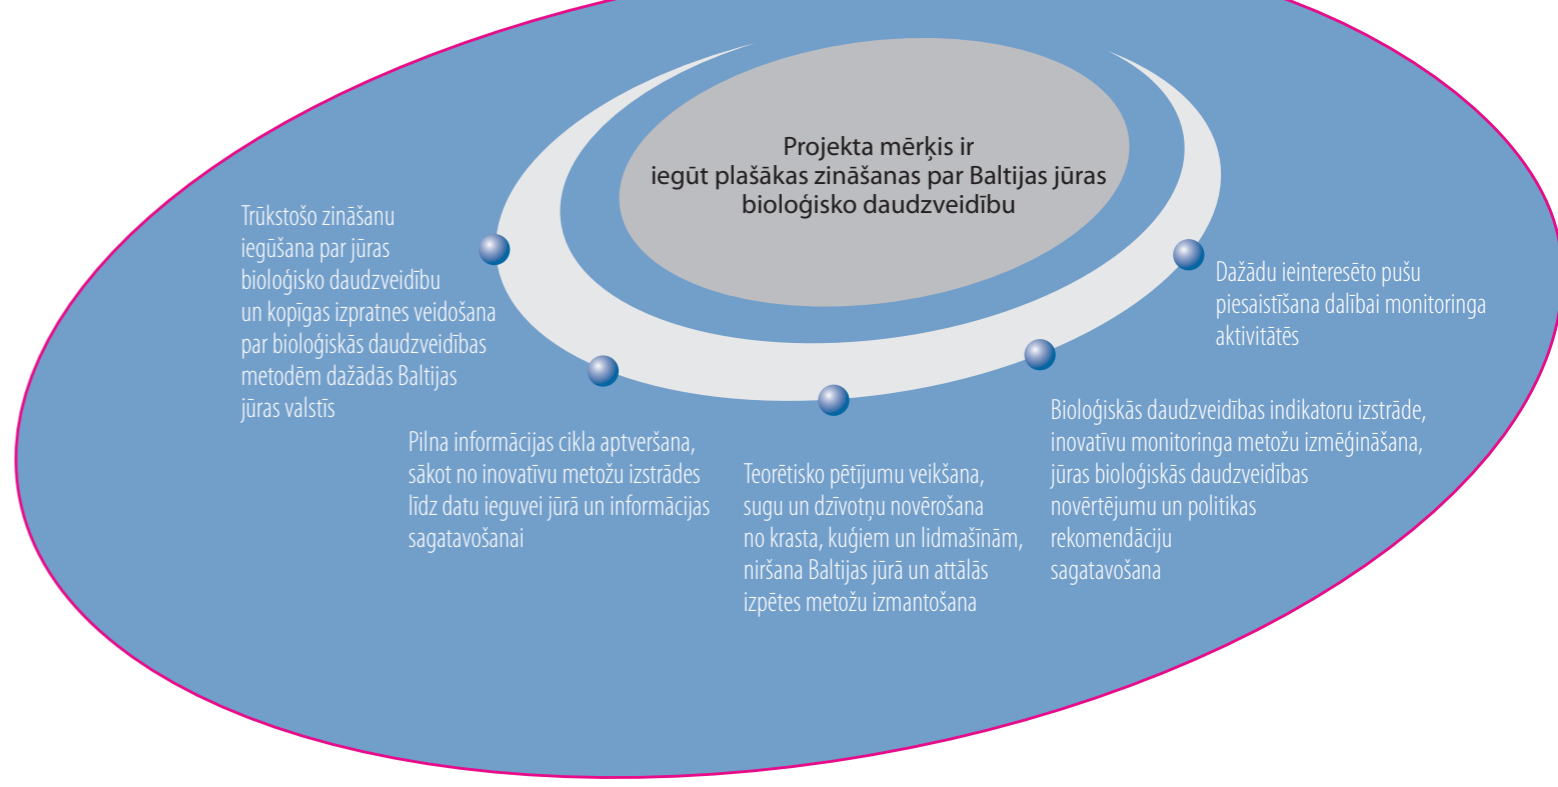 Projekta mērķis ir
iegūt plašākas zināšanas par Baltijas jūras
bioloģisko daudzveidību
Trūkstošo zināšanu
iegūšana par jūras
bioloģisko daudzveidību
un kopīgas izpratnes veidošana
par bioloģiskās daudzveidības
metodēm dažādās Baltijas
jūras valstīs
Pilna informācijas cikla aptveršana,
sākot no inovatīvu metožu izstrādes
līdz datu ieguvei jūrā un informācijas
sagatavošanai
Teorētisko pētījumu veikšana,
sugu un dzīvotņu novērošana
no krasta, kuģiem un lidmašīnām,
niršana Baltijas jūrā un attālās
izpētes metožu izmantošana
Bioloģiskās daudzveidības indikatoru izstrāde,
inovatīvu monitoringa metožu izmēģināšana,
jūras bioloģiskās daudzveidības
novērtējumu un politikas
rekomendāciju
sagatavošana
Dažādu ieinteresēto pušu
piesaistīšana dalībai monitoringa
aktivitātēs